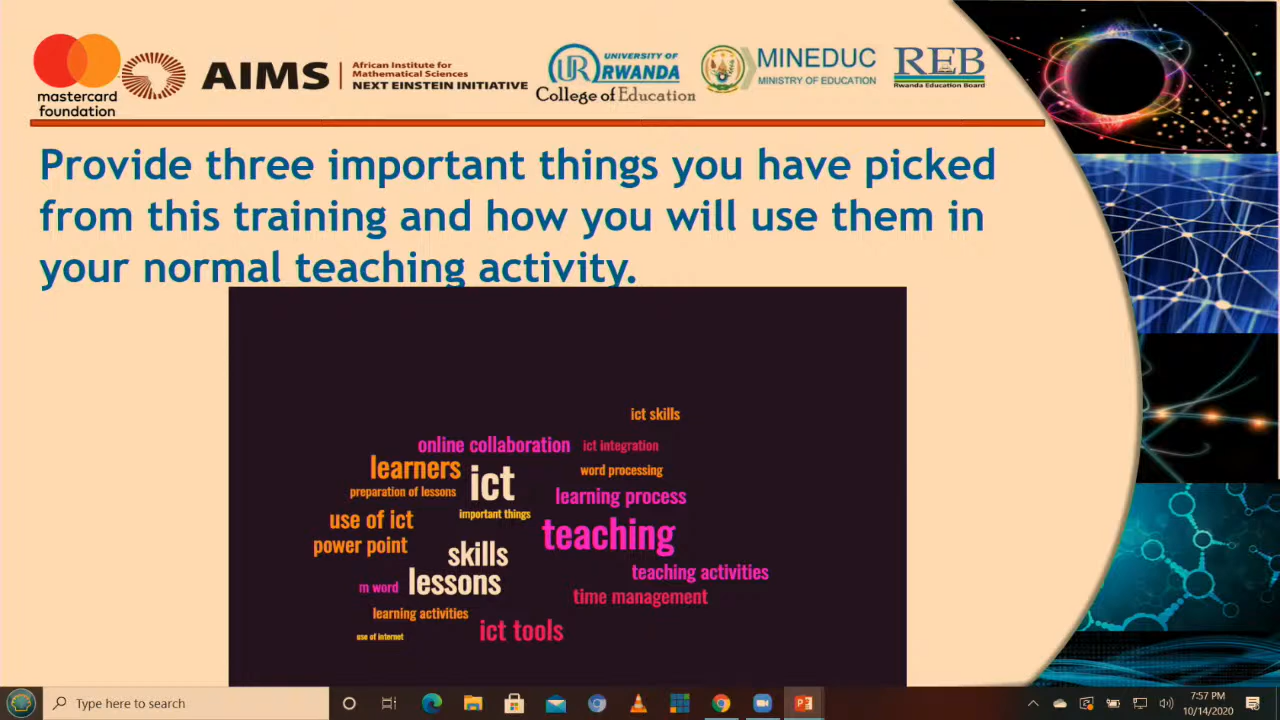 mastercard
foundation
AIMS
African Institute for
Mathematical Sciences
NEXT EINSTEIN INITIATIVE
UNIVERSITY OF
UR RWANDA
College of Education
MINEDUC
MINISTRY OF EDUCATION
REB
Rwanda Education Board
Provide three important things you have picked
from this training and how you will use them in
your normal teaching activity.
ict skills
online collaboration
ict integration
learners
ict
word processing
preparation of lessons
learning process
important things
use of ict
teaching
power point
skills
teaching activities
m word
lessons
time management
learning activities
ict tools
use of internet
Type here to search
7:57 PM
10/14/2020